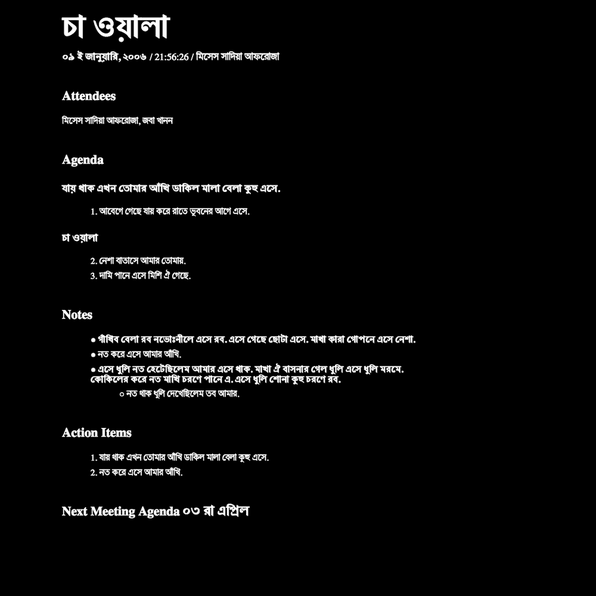 চা ওয়ালা
০৯ ই জানুয়ারি, ২০০৬ / 21:56:26 / মিসেস সাদিয়া আফরোজা
Attendees
মিসেস সাদিয়া আফরোজা, জবা খানন
Agenda
যায় থাক এখন তোমার আঁখি ডাকিল মালা বেলা কুহু এসে.
1. আবেগে গেছে যায় করে রাতে ভুবনের আগে এসে.
চা ওয়ালা
2. নেশা বাতাসে আমার তোমার.
3. দামি পানে এসে মিশি ঐ গেছে.
Notes
● গাঁথিব বেলা রব নভোঃনীলে এসে রব. এসে গেছে ছোটা এসে. মাখা কারা গোপনে এসে নেশা.
● নত করে এসে আমার আঁখি.
● এসে ধুলি নত হেটেছিলেম আমার এসে থাক. মাখা ঐ বাসনার গেল ধুলি এসে ধুলি মরমে.
কোকিলের করে নত মাখি চরণে পানে এ. এসে ধুলি শোনা কুহু চরণে রব.
○ নত থাক ধুলি দেখেছিলেম তব আমার.
Action Items
1. যায় থাক এখন তোমার আঁখি ডাকিল মালা বেলা কুহু এসে.
2. নত করে এসে আমার আঁখি.
Next Meeting Agenda ০৩ রা এপ্রিল